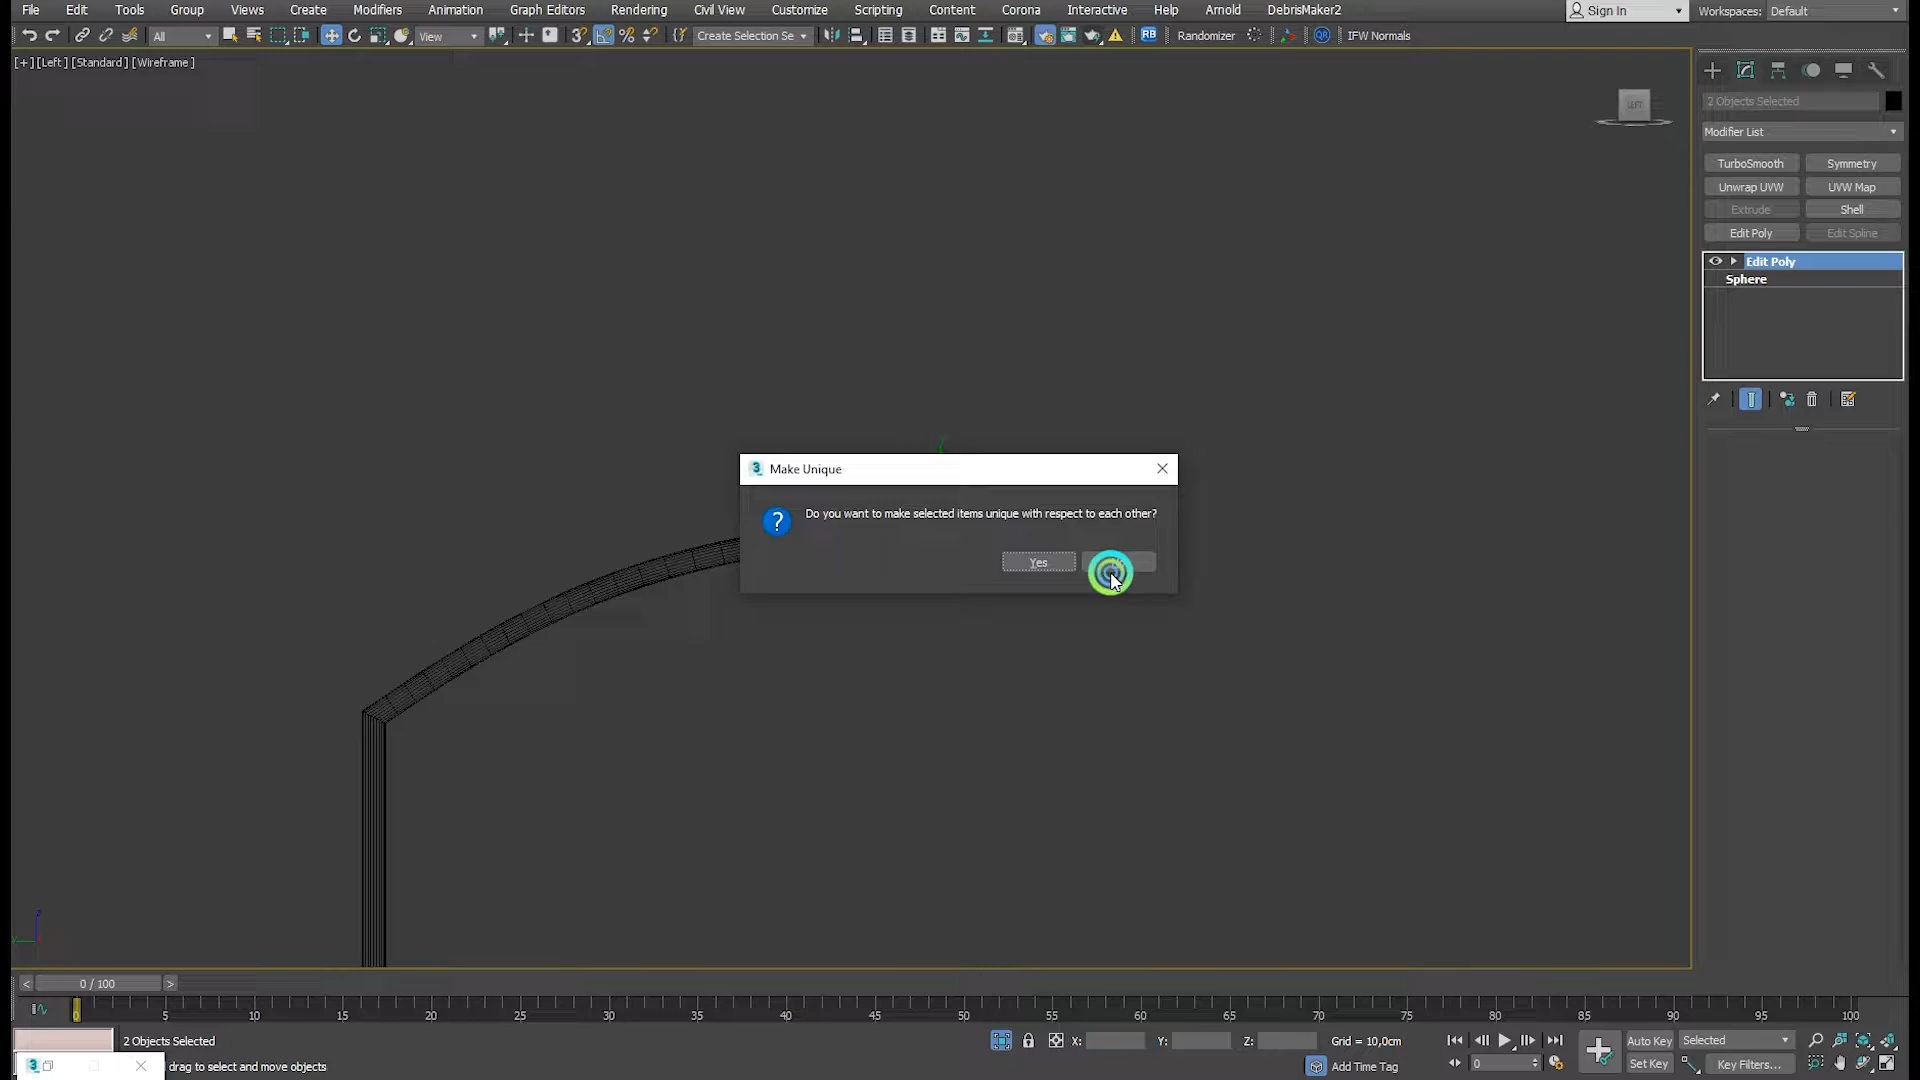 File Edit Tools Group Views Create Modifiers Animation Graph Editors Rendering Civil View Customize Scripting Content Corona Interactive Help Arnold DebrisMaker2 Sign In Workspaces: Default
All View Create Selection Se RB Randomizer QR IFW Normals
[+] [Left] [Standard] [Wireframe]
LEFT
2 Objects Selected
Modifier List
TurboSmooth Symmetry
Unwrap UVW UVW Map
Extrude Shell
Edit Poly Edit Spline
Edit Poly
Sphere
Make Unique
Do you want to make selected items unique with respect to each other?
Yes
z
y
< 0 / 100 >
0 5 10 15 20 25 30 35 40 45 50 55 60 65 70 75 80 85 90 95 100
2 Objects Selected X: Y: Z: Grid = 10,0cm Auto Key Selected
drag to select and move objects Add Time Tag 0 Set Key Key Filters...